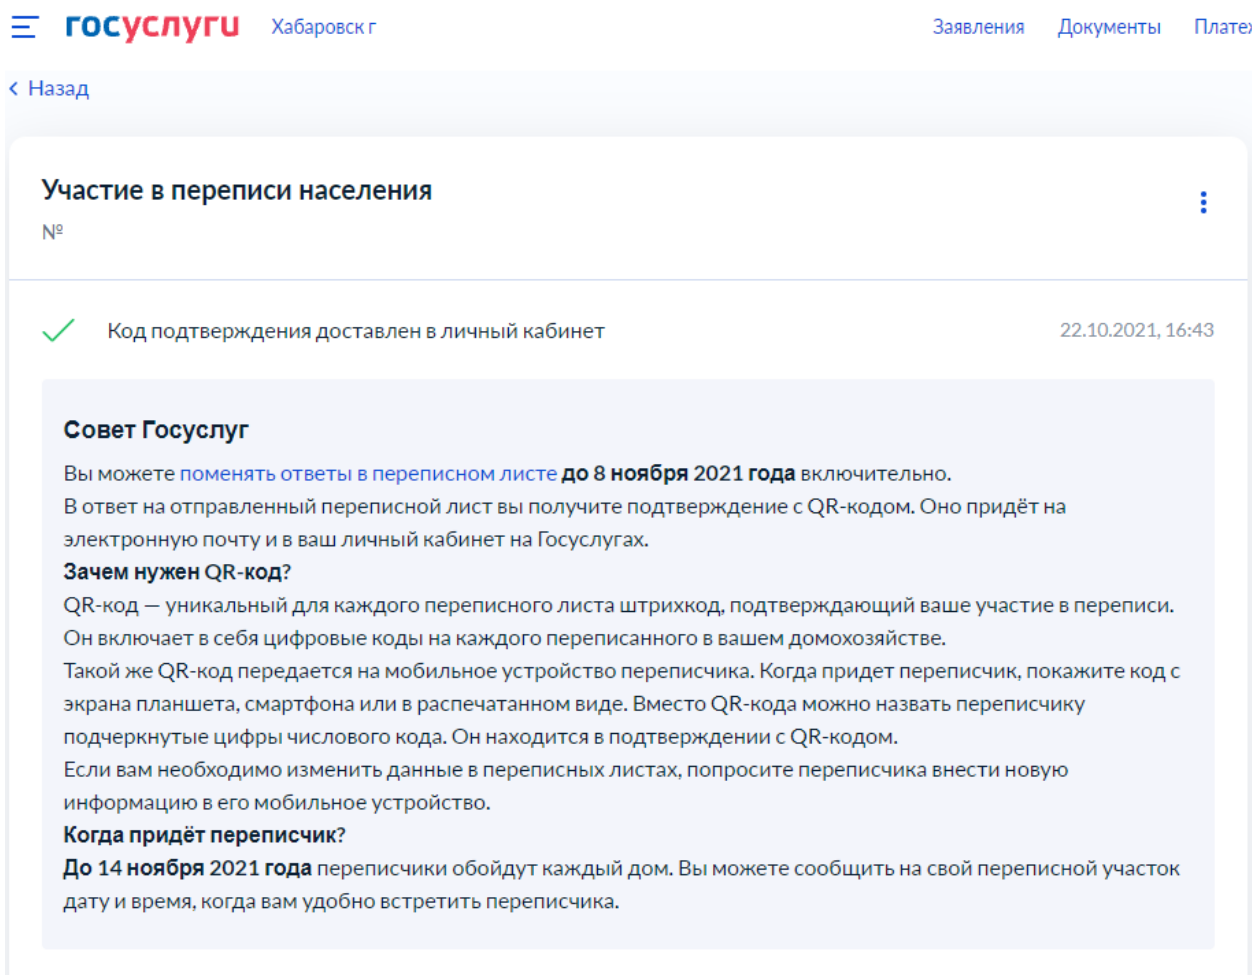 госуслуги Хабаровск г Заявления Документы Платеж
Назад
Участие в переписи населения
№
Код подтверждения доставлен в личный кабинет 22.10.2021, 16:43
Совет Госуслуг
Вы можете поменять ответы в переписном листе до 8 ноября 2021 года включительно.
В ответ на отправленный переписной лист вы получите подтверждение с QR-кодом. Оно придёт на
электронную почту и в ваш личный кабинет на Госуслугах.
Зачем нужен QR-код?
QR-код — уникальный для каждого переписного листа штрихкод, подтверждающий ваше участие в переписи.
Он включает в себя цифровые коды на каждого переписанного в вашем домохозяйстве.
Такой же QR-код передается на мобильное устройство переписчика. Когда придет переписчик, покажите код с
экрана планшета, смартфона или в распечатанном виде. Вместо QR-кода можно назвать переписчику
подчеркнутые цифры числового кода. Он находится в подтверждении с QR-кодом.
Если вам необходимо изменить данные в переписных листах, попросите переписчика внести новую
информацию в его мобильное устройство.
Когда придёт переписчик?
До 14 ноября 2021 года переписчики обойдут каждый дом. Вы можете сообщить на свой переписной участок
дату и время, когда вам удобно встретить переписчика.